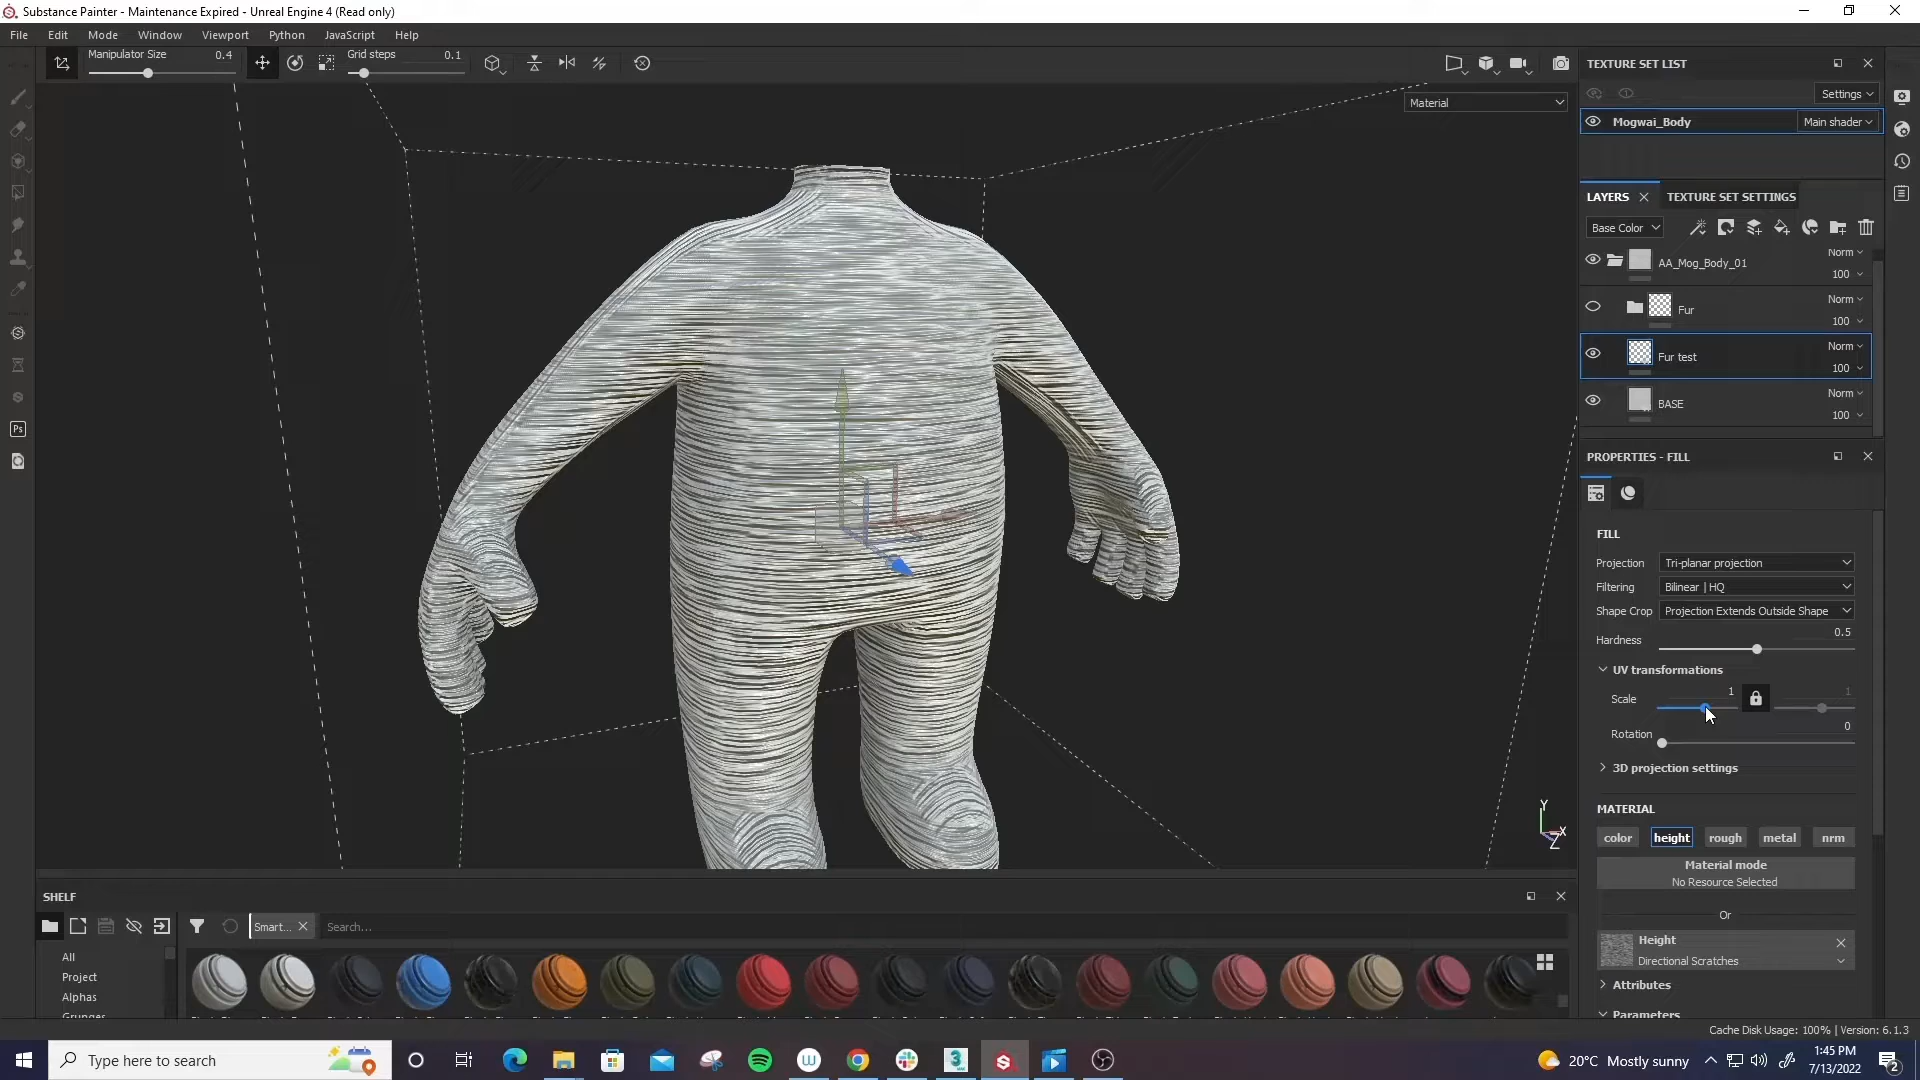 Substance Painter - Maintenance Expired - Unreal Engine 4 (Read only)
File Edit Mode Window Viewport Python JavaScript Help
Manipulator Size 0.4 Grid steps 0.1
Material
TEXTURE SET LIST
Settings
Mogwai_Body Main shader
LAYERS TEXTURE SET SETTINGS
Base Color
AA_Mog_Body_01 Norm 100
Fur Norm 100
Fur test Norm 100
BASE Norm 100
PROPERTIES - FILL
FILL
Projection Tri-planar projection
Filtering Bilinear | HQ
Shape Crop Projection Extends Outside Shape
Hardness 0.5
UV transformations
Scale 1 1
Rotation 0
3D projection settings
MATERIAL
color height rough metal nrm
Material mode
No Resource Selected
Or
Height
Directional Scratches
Attributes
Parameters
Y
X
Z
SHELF
Smart... Search...
All
Project
Alphas
Grunges
Cache Disk Usage: 100% | Version: 6.1.3
Ps
Type here to search
20°C Mostly sunny
1:45 PM
7/13/2022
2